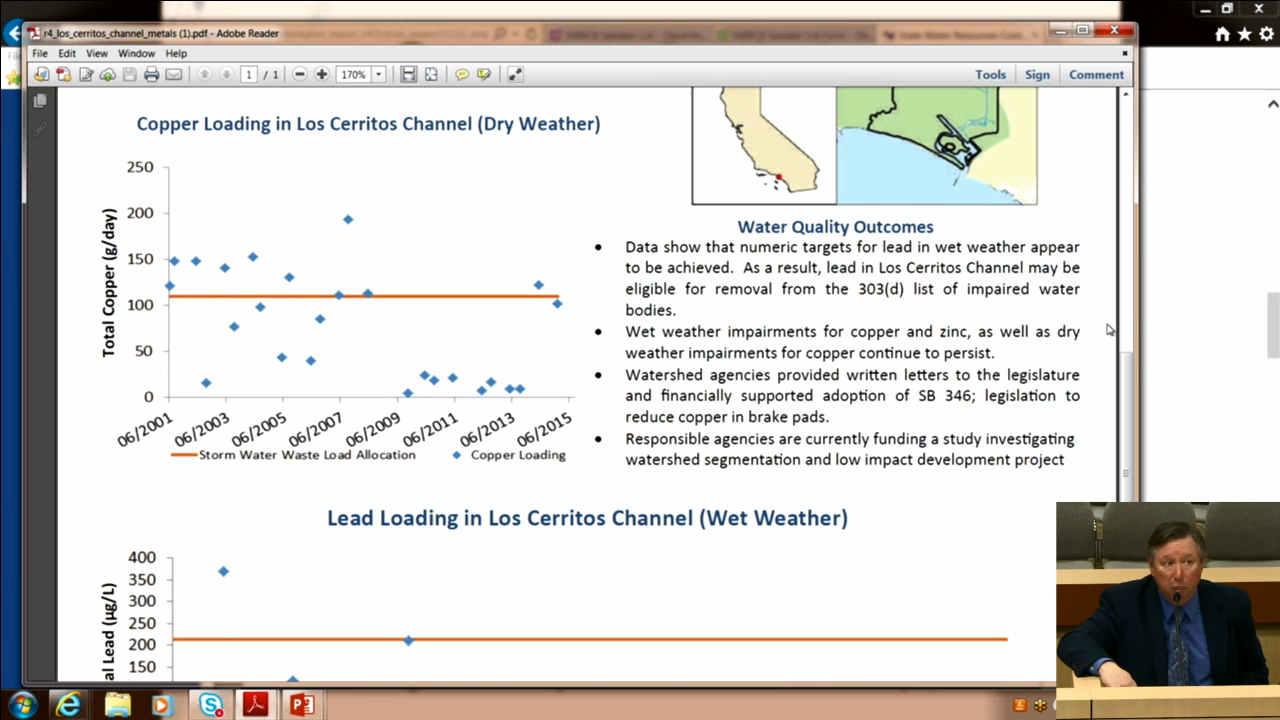 r4_los_cerritos_channel_metals (1).pdf - Adobe Reader
File Edit View Window Help
1 / 1 170%
Tools Sign Comment
Copper Loading in Los Cerritos Channel (Dry Weather)
Total Copper (g/day)
250
200
150
100
50
0
06/2001 06/2003 06/2005 06/2007 06/2009 06/2011 06/2013 06/2015
Storm Water Waste Load Allocation Copper Loading
Water Quality Outcomes
• Data show that numeric targets for lead in wet weather appear
to be achieved. As a result, lead in Los Cerritos Channel may be
eligible for removal from the 303(d) list of impaired water
bodies.
• Wet weather impairments for copper and zinc, as well as dry
weather impairments for copper continue to persist.
• Watershed agencies provided written letters to the legislature
and financially supported adoption of SB 346; legislation to
reduce copper in brake pads.
• Responsible agencies are currently funding a study investigating
watershed segmentation and low impact development project
Lead Loading in Los Cerritos Channel (Wet Weather)
al Lead (µg/L)
400
350
300
250
200
150